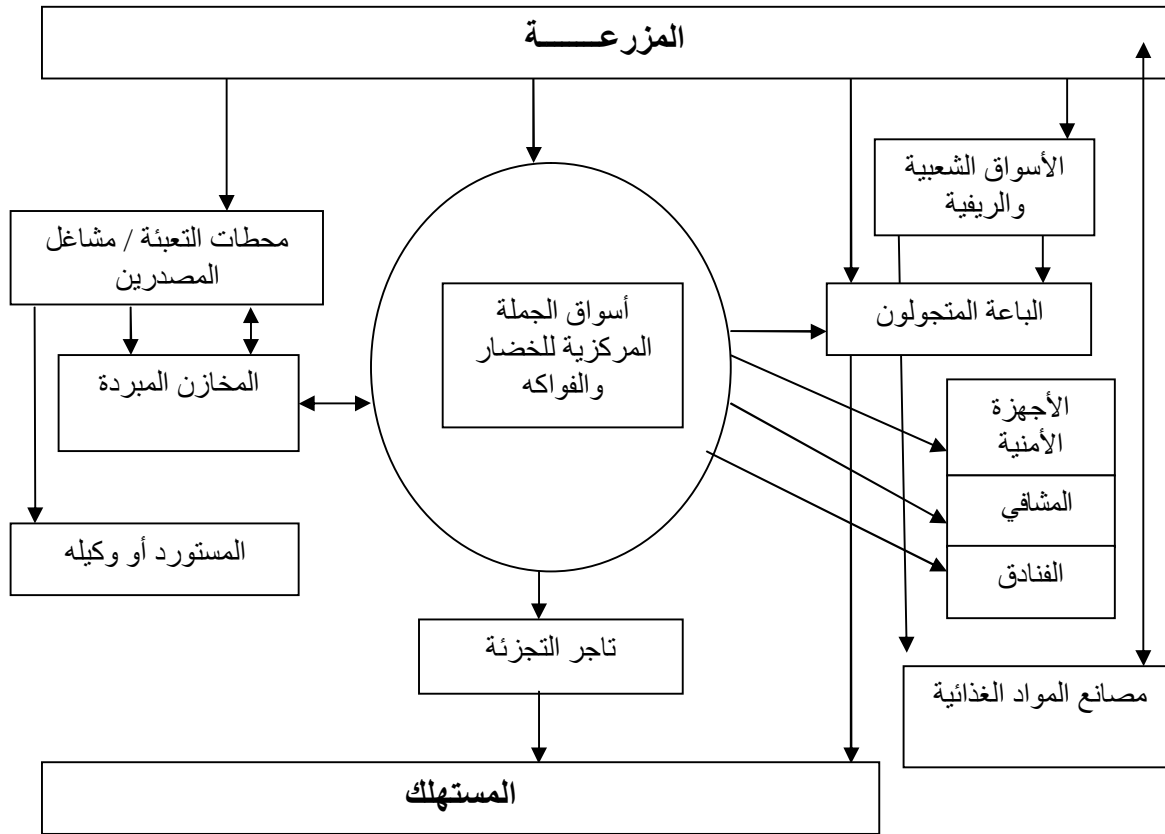 المزرعـــــــة
الأسواق الشعبية
والريفية
محطات التعبئة / مشاغل
المصدرين
أسواق الجملة
المركزية للخضار
والفواكه
الباعة المتجولون
المخازن المبردة
الأجهزة
الأمنية
المشافي
المستورد أو وكيله
الفنادق
تاجر التجزئة
مصانع المواد الغذائية
المستهلك